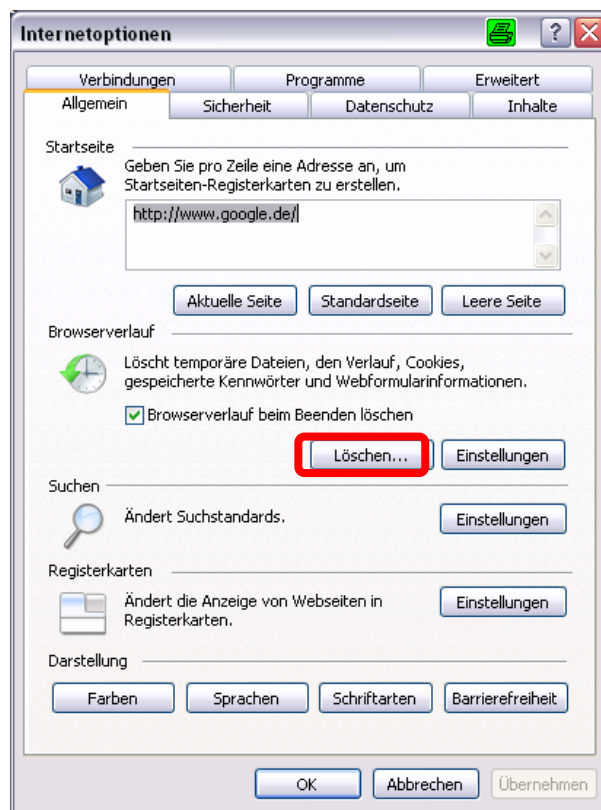 Internetoptionen
Verbindungen Programme Erweitert
Allgemein Sicherheit Datenschutz Inhalte
Startseite
Geben Sie pro Zeile eine Adresse an, um
Startseiten-Registerkarten zu erstellen.
http://www.google.de/
Aktuelle Seite Standardseite Leere Seite
Browserverlauf
Löscht temporäre Dateien, den Verlauf, Cookies,
gespeicherte Kennwörter und Webformularinformationen.
Browserverlauf beim Beenden löschen
Löschen... Einstellungen
Suchen
Ändert Suchstandards.
Einstellungen
Registerkarten
Ändert die Anzeige von Webseiten in
Registerkarten.
Einstellungen
Darstellung
Farben Sprachen Schriftarten Barrierefreiheit
OK Abbrechen Übernehmen